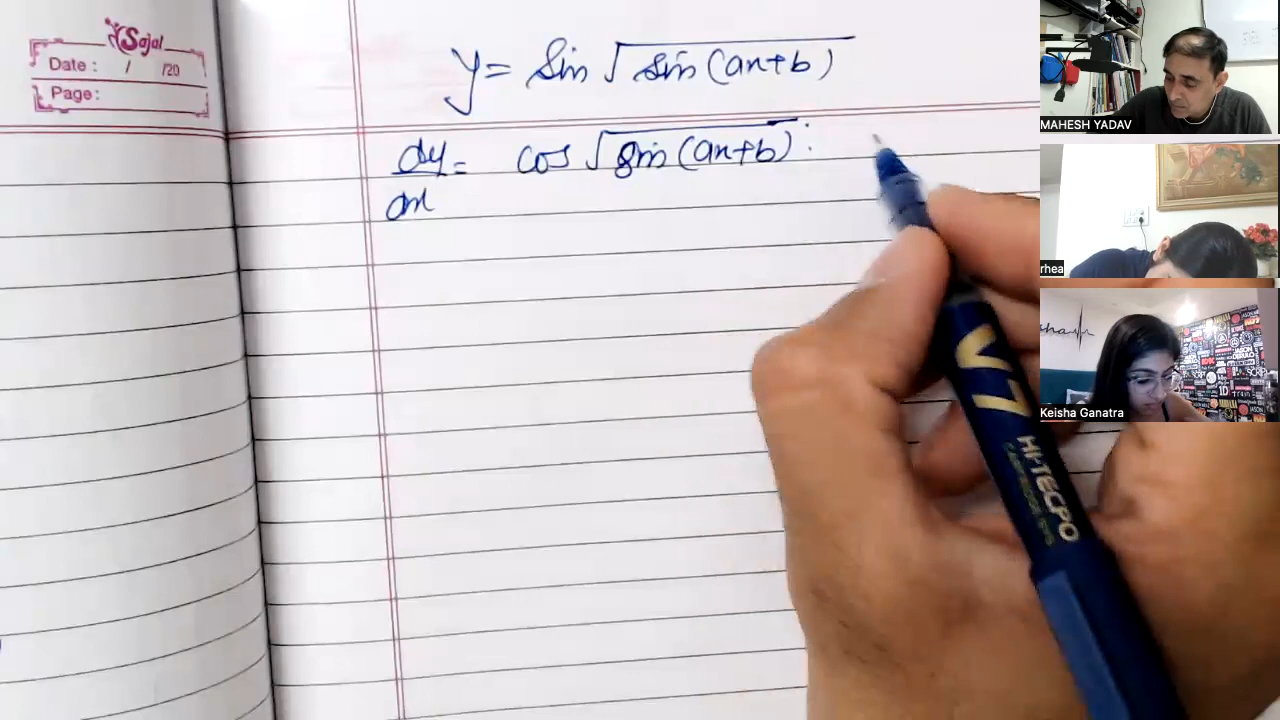 Sajal
Date : / /20
Page:
y = Sin √sin (ax+b)
dy/dx = cos √sin (ax+b) :
V7
HI-TECPO
MAHESH YADAV
rhea
Keisha Ganatra